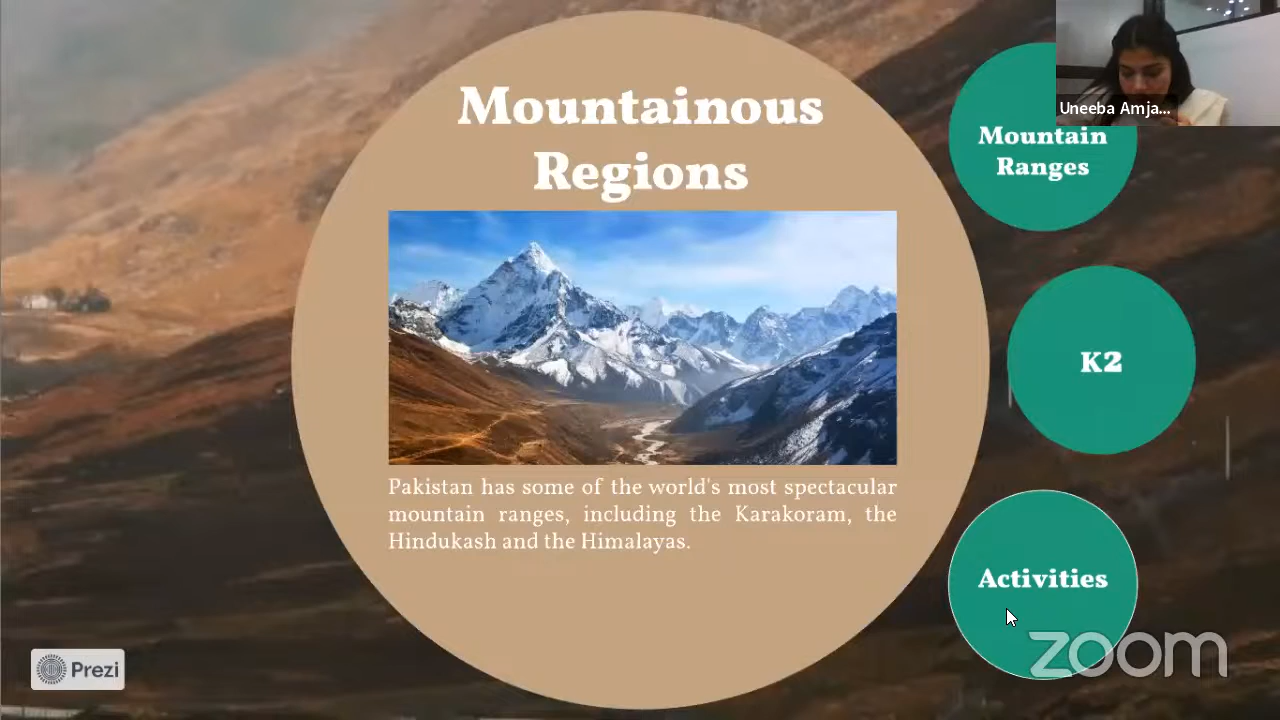 Mountainous
Regions
Pakistan has some of the world's most spectacular
mountain ranges, including the Karakoram, the
Hindukash and the Himalayas.
Uneeba Amja...
Mountain
Ranges
K2
Activities
Prezi
zoom